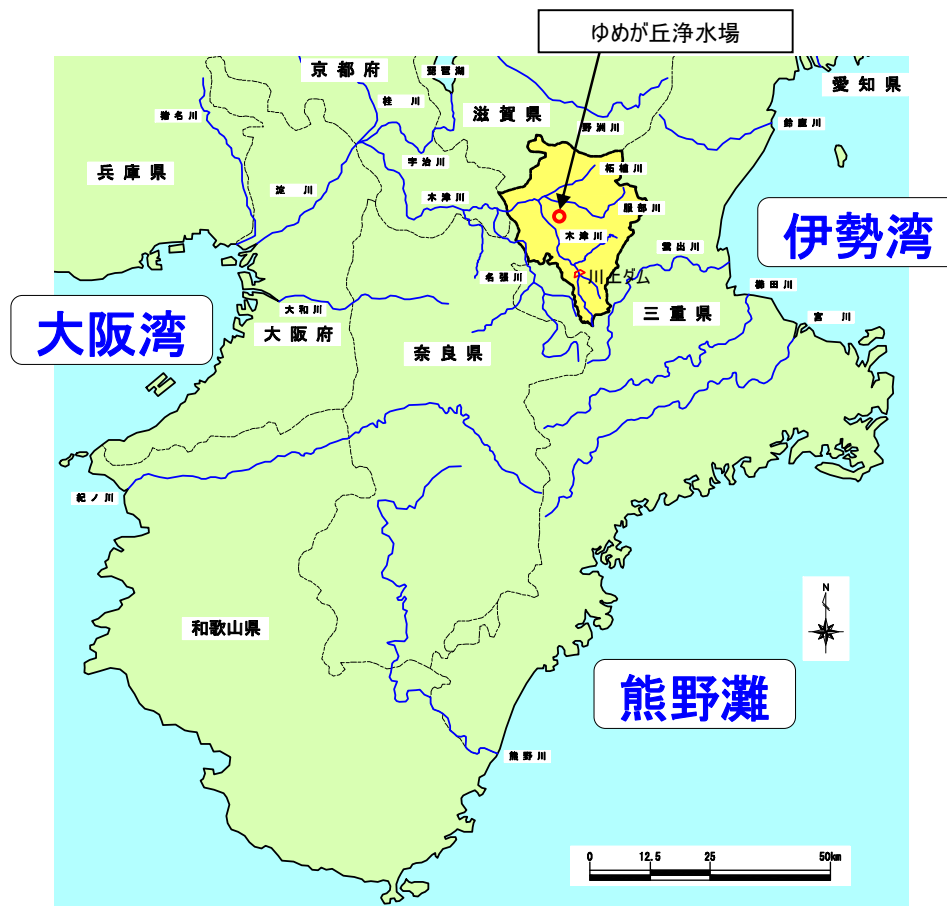 ゆめが丘浄水場
京都府
琵琶湖
愛知県
桂川
滋賀県
猪名川
鈴鹿川
野洲川
宇治川
兵庫県
柘植川
淀川
木津川
服部川
伊勢湾
木津川
雲出川
名張川
川上ダム
櫛田川
大和川
三重県
宮川
大阪湾
大阪府
奈良県
紀ノ川
N
和歌山県
熊野灘
熊野川
0 12.5 25 50km